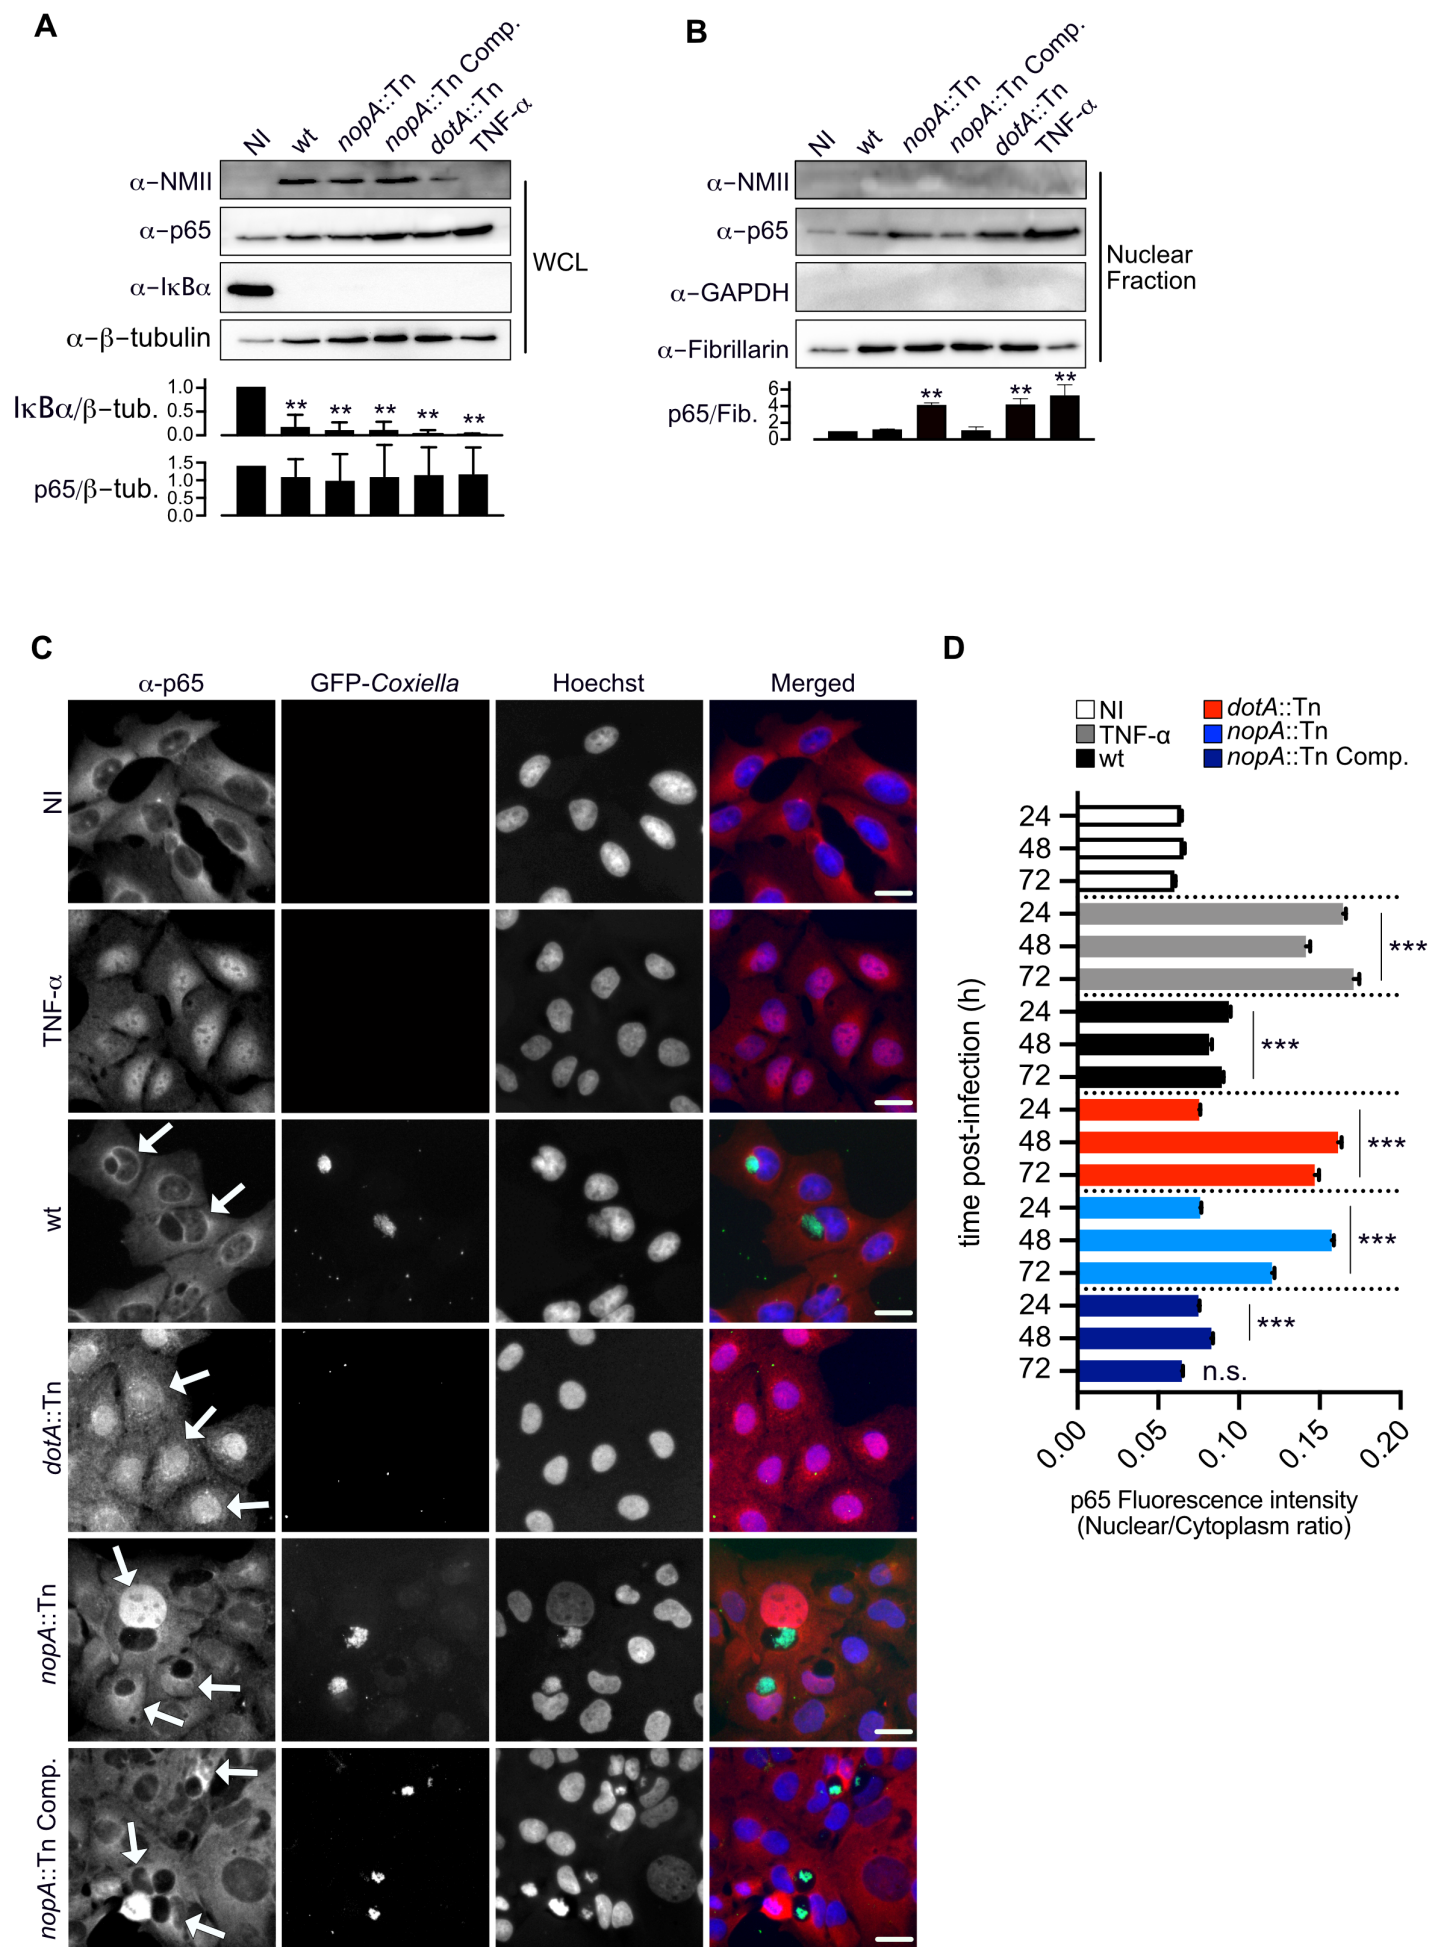 A
NI
wt
nopA::Tn
nopA::Tn Comp.
dotA::Tn
TNF-α
α-NMII
α-p65
α-IκBα
α-β-tubulin
WCL
IκBα/β-tub.
1.0
0.5
0.0
** ** ** ** **
p65/β-tub.
1.5
1.0
0.5
0.0
B
NI
wt
nopA::Tn
nopA::Tn Comp.
dotA::Tn
TNF-α
α-NMII
α-p65
α-GAPDH
α-Fibrillarin
Nuclear
Fraction
p65/Fib.
6
4
2
0
** ** **
C
α-p65
GFP-Coxiella
Hoechst
Merged
NI
TNF-α
wt
dotA::Tn
nopA::Tn
nopA::Tn Comp.
D
NI
TNF-α
wt
dotA::Tn
nopA::Tn
nopA::Tn Comp.
time post-infection (h)
24
48
72
24
48 ***
72
24
48 ***
72
24
48 ***
72
24
48 ***
72
24
48 ***
72 n.s.
0.00 0.05 0.10 0.15 0.20
p65 Fluorescence intensity
(Nuclear/Cytoplasm ratio)